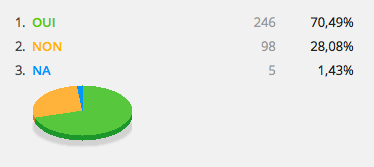 1. OUI 246 70,49%
2. NON 98 28,08%
3. NA 5 1,43%